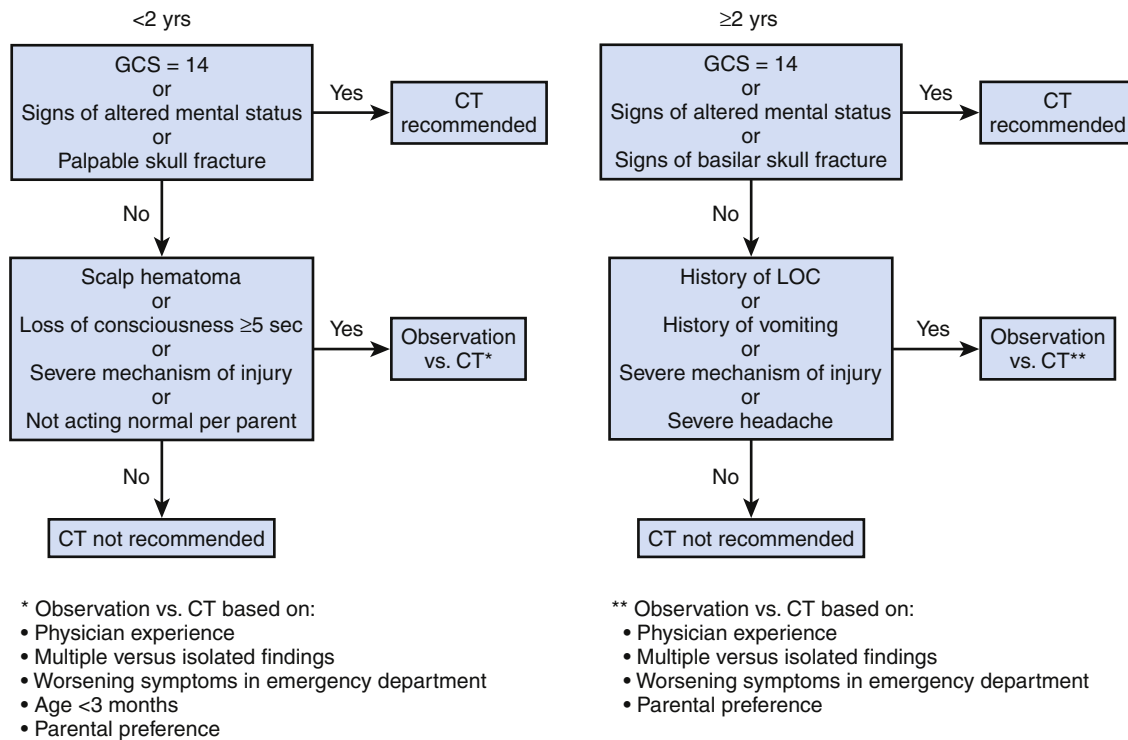 <2 yrs
GCS = 14
or
Signs of altered mental status
or
Palpable skull fracture
Yes
CT
recommended
No
Scalp hematoma
or
Loss of consciousness ≥5 sec
or
Severe mechanism of injury
or
Not acting normal per parent
Yes
Observation
vs. CT*
No
CT not recommended
* Observation vs. CT based on:
• Physician experience
• Multiple versus isolated findings
• Worsening symptoms in emergency department
• Age <3 months
• Parental preference
≥2 yrs
GCS = 14
or
Signs of altered mental status
or
Signs of basilar skull fracture
Yes
CT
recommended
No
History of LOC
or
History of vomiting
or
Severe mechanism of injury
or
Severe headache
Yes
Observation
vs. CT**
No
CT not recommended
** Observation vs. CT based on:
• Physician experience
• Multiple versus isolated findings
• Worsening symptoms in emergency department
• Parental preference